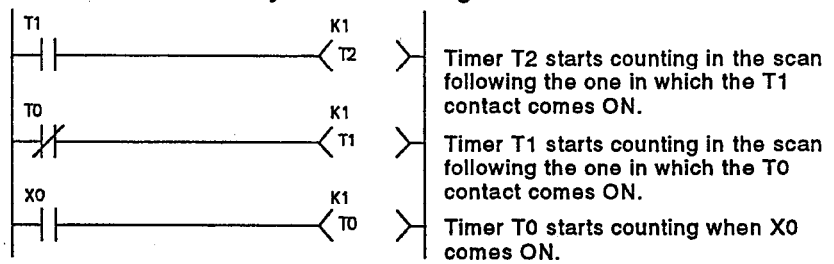 T1
K1
T2
Timer T2 starts counting in the scan
following the one in which the T1
contact comes ON.
T0
K1
T1
Timer T1 starts counting in the scan
following the one in which the T0
contact comes ON.
X0
K1
T0
Timer T0 starts counting when X0
comes ON.